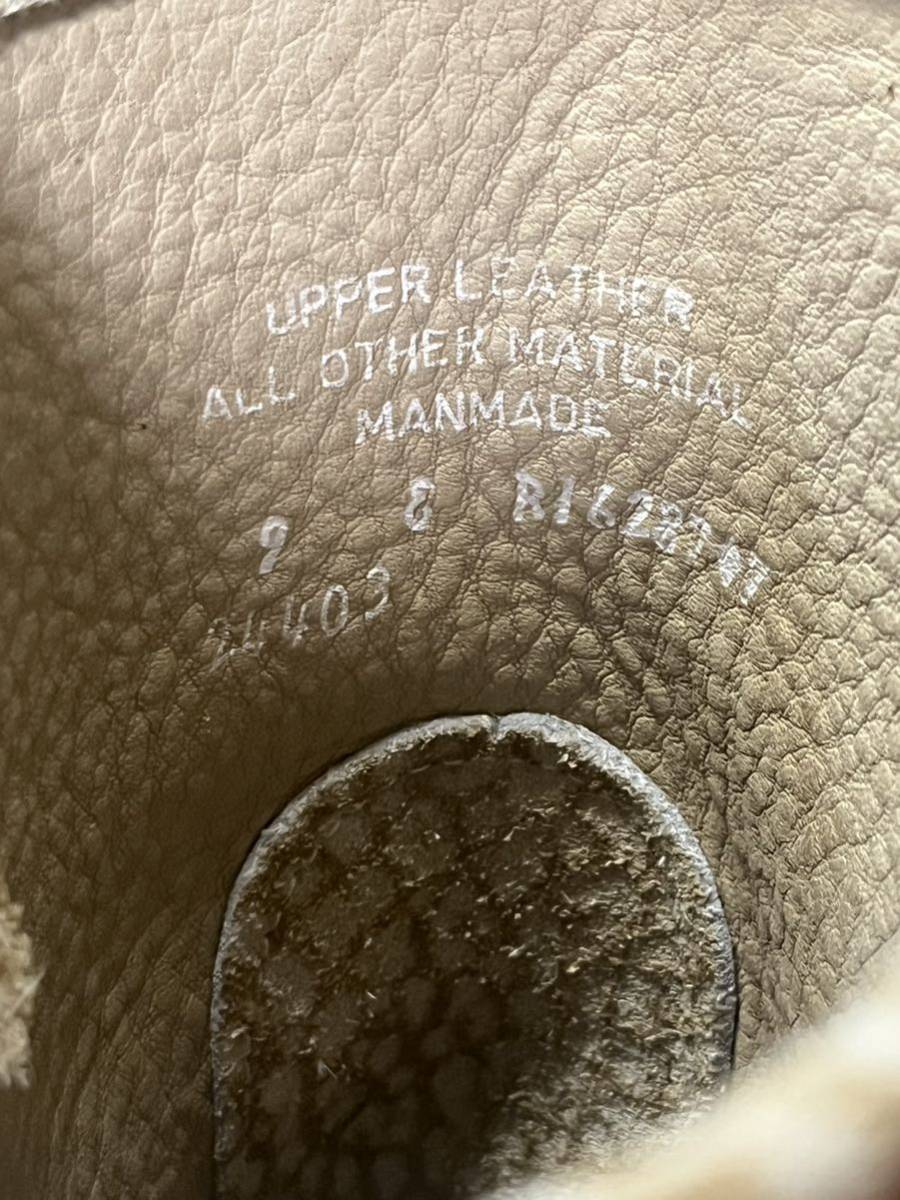 UPPER LEATHER
ALL OTHER MATERIAL
MANMADE
9 8